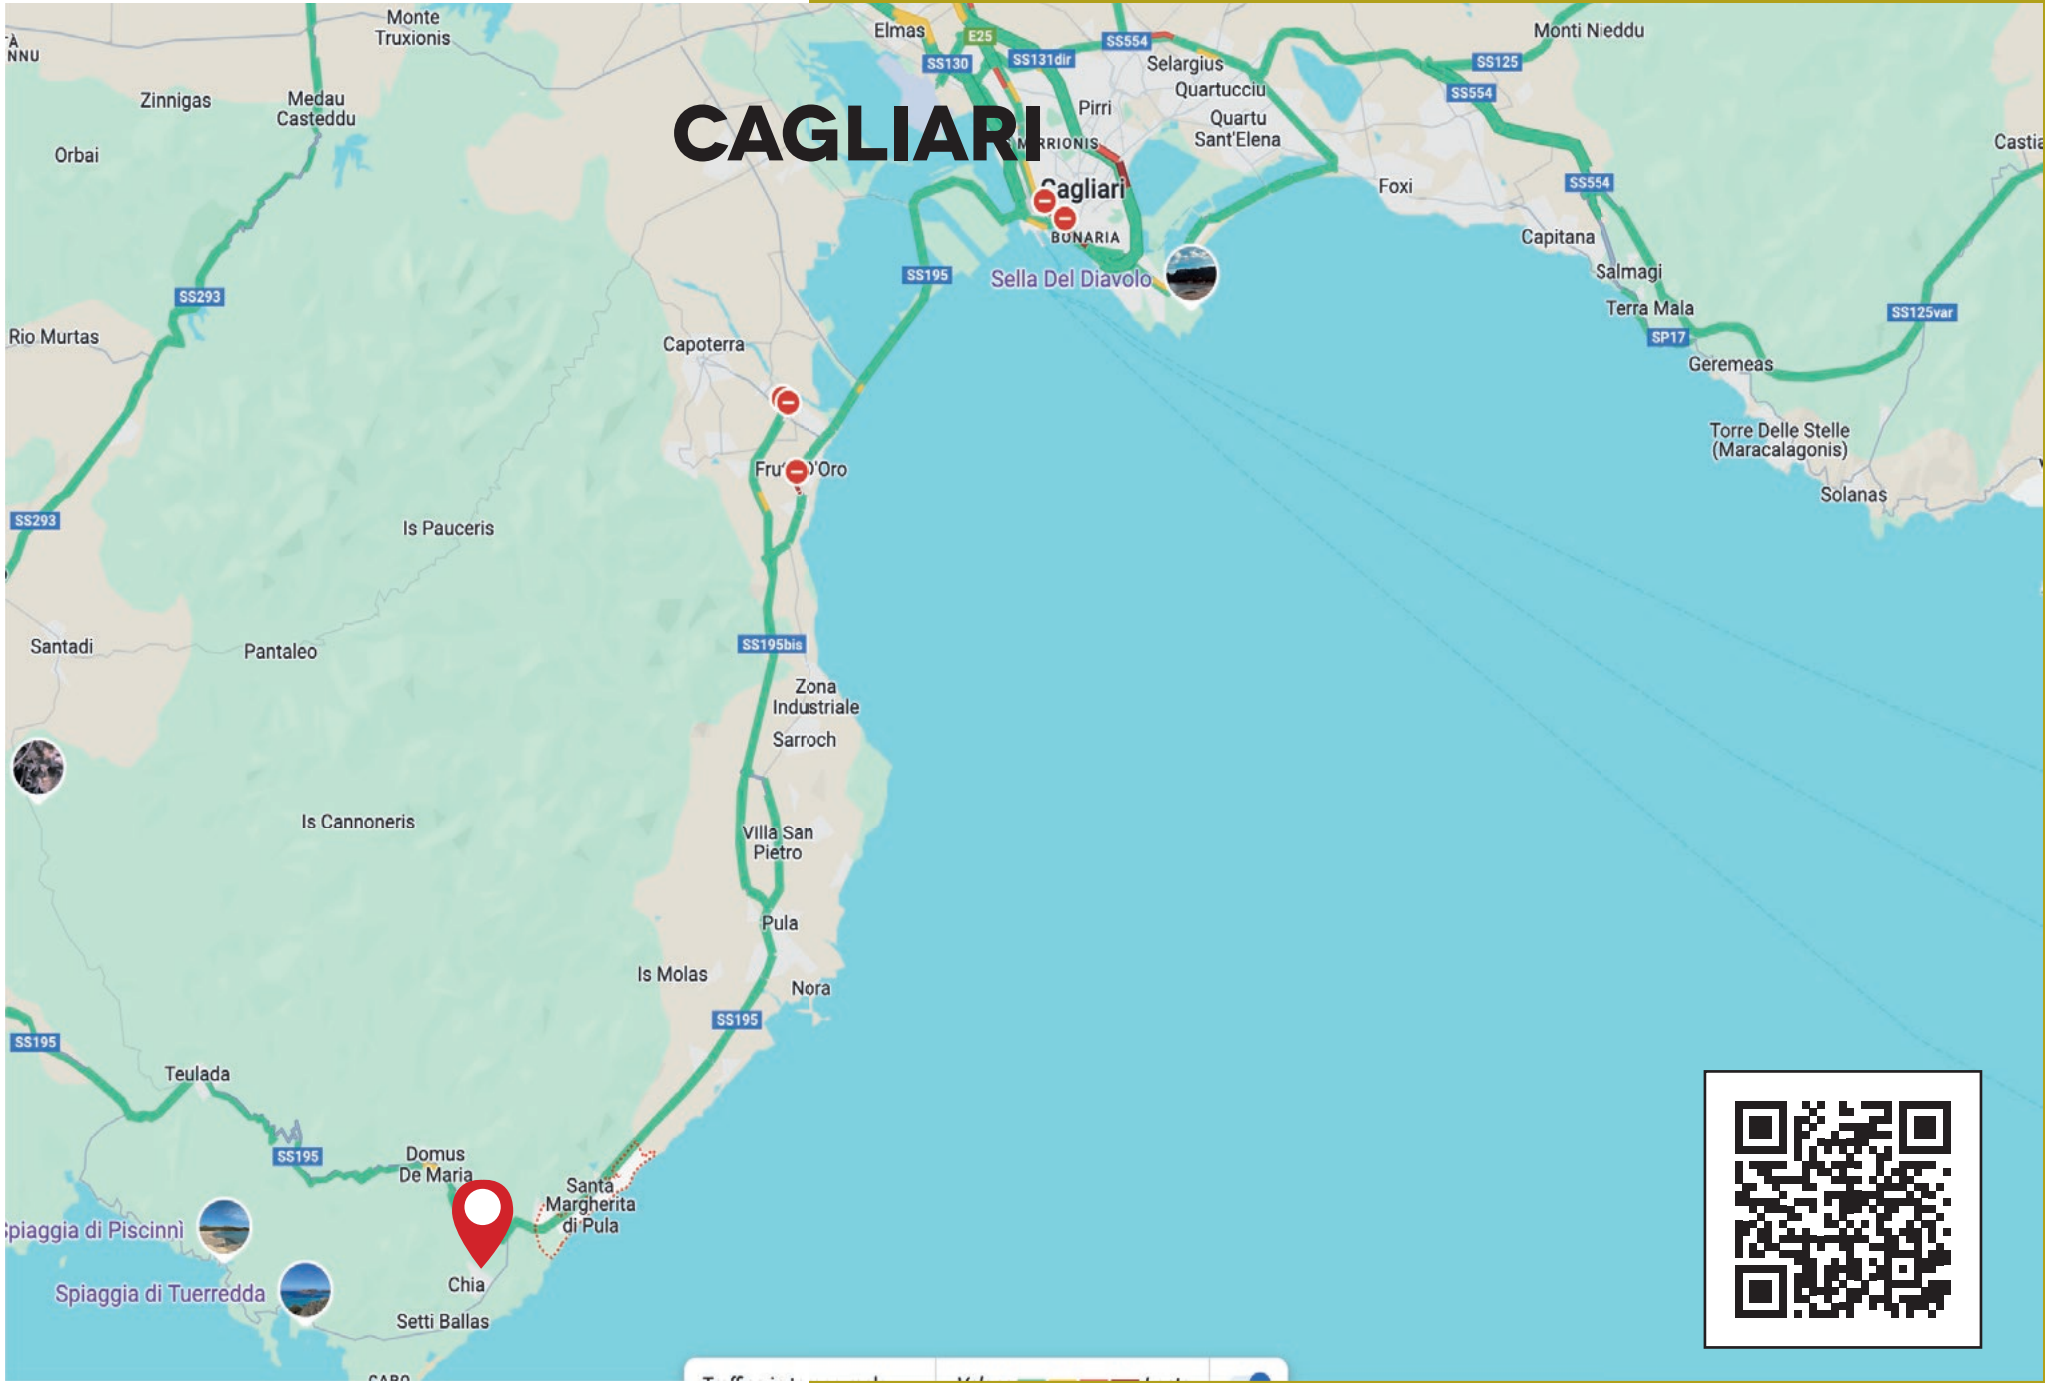 Monte
Truxionis
Elmas
E25
SS554
Monti Nieddu
NNU
SS130
SS131dir
Selargius
SS125
Zinnigas
Medau
Casteddu
Quartucciu
SS554
Pirri
CAGLIARI
Quartu
Sant'Elena
Orbai
Castia
Cagliari
Foxi
SS554
BONARIA
Capitana
SS195
Sella Del Diavolo
Salmagi
SS293
Terra Mala
SS125var
Rio Murtas
SP17
Capoterra
Geremeas
Torre Delle Stelle
(Maracalagonis)
D'Oro
Solanas
SS293
Is Pauceris
Santadi
Pantaleo
SS195bis
Zona
Industriale
Sarroch
Is Cannoneris
Villa San
Pietro
Pula
Is Molas
Nora
SS195
SS195
Teulada
SS195
Domus
De Maria
Santa
Margherita
di Pula
Spiaggia di Piscinnì
Chia
Spiaggia di Tuerredda
Setti Ballas
CAPO